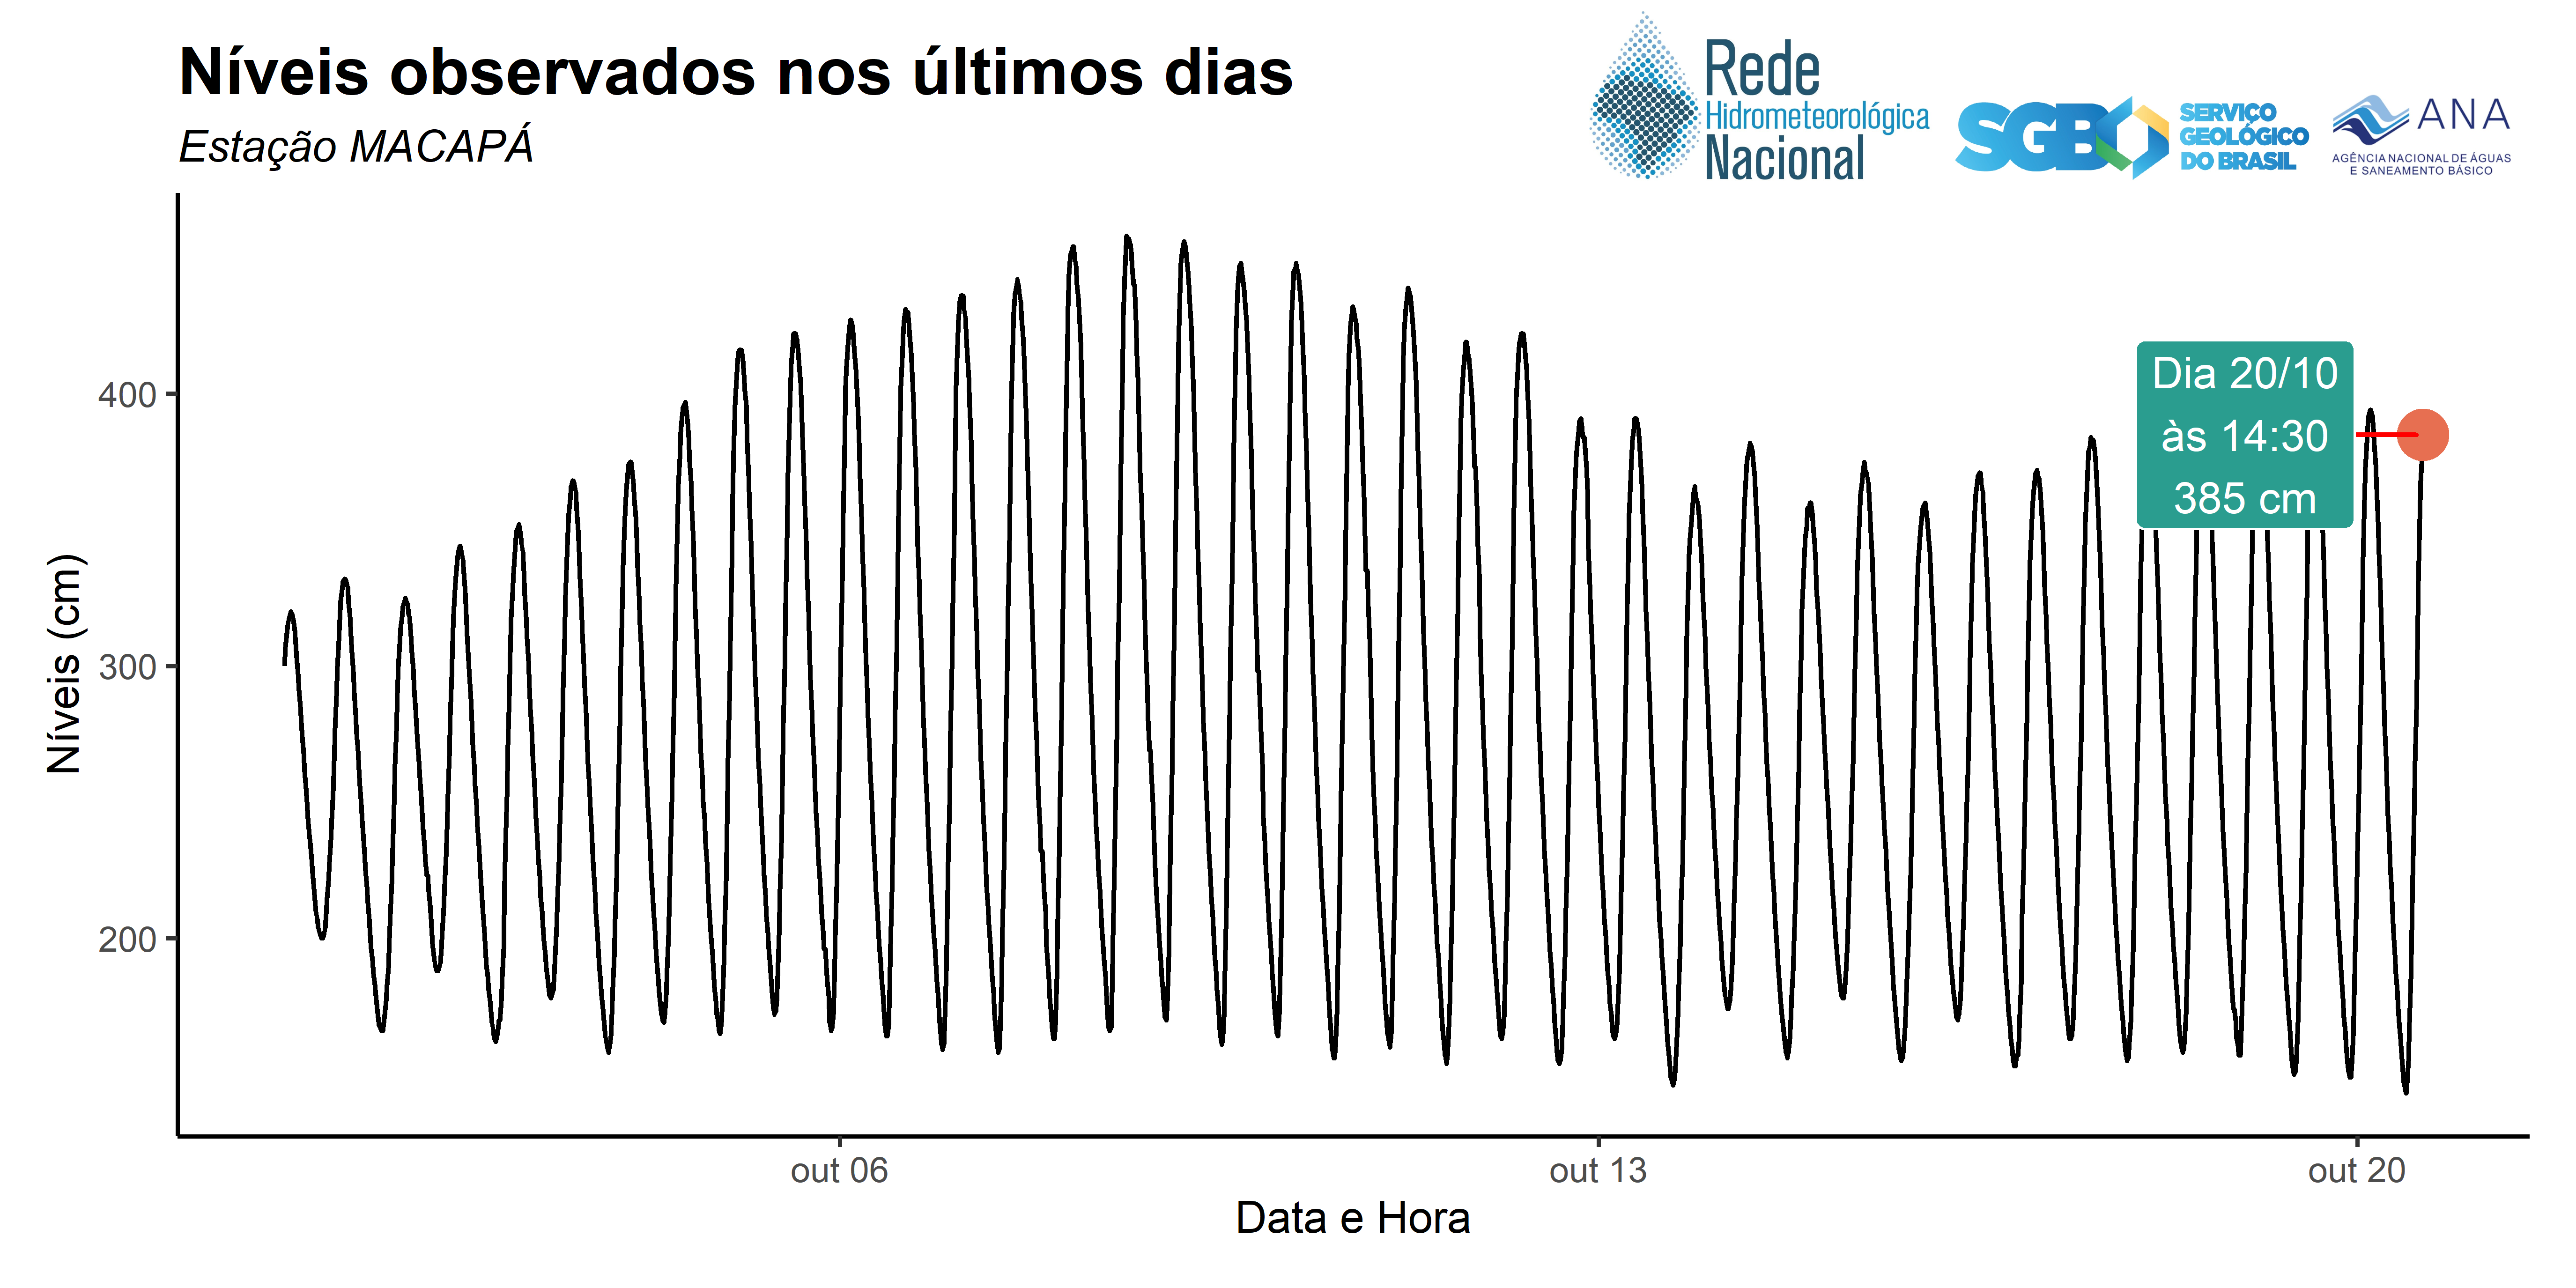 Níveis observados nos últimos dias
Estação MACAPÁ
Rede
Hidrometeorológica
Nacional
SGB
SERVIÇO
GEOLÓGICO
DO BRASIL
ANA
AGÊNCIA NACIONAL DE ÁGUAS
E SANEAMENTO BÁSICO
Níveis (cm)
400
300
200
Dia 20/10
às 14:30
385 cm
out 06
out 13
out 20
Data e Hora